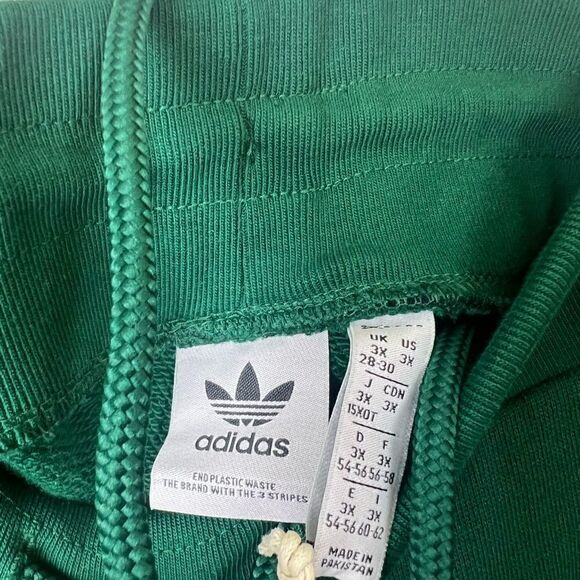 adidas
END PLASTIC WASTE
THE BRAND WITH THE 3 STRIPES
UK US
3X 3X
28-30
J CDN
3X 3X
15XOT
D F
3X 3X
54-56 56-58
E I
3X 3X
54-56 60-62
MADE IN
PAKISTAN